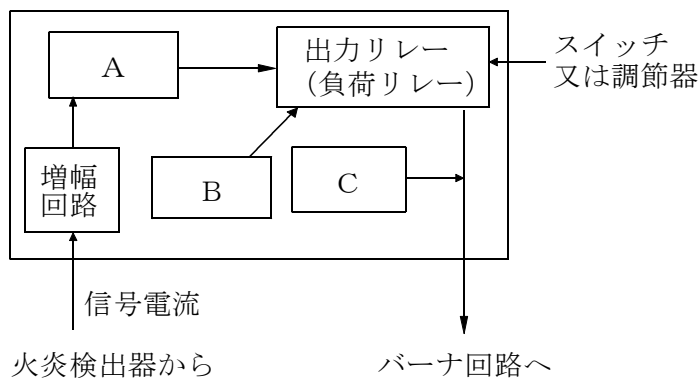 A
出力リレー
（負荷リレー）
スイッチ
又は調節器
増幅
回路
B
C
信号電流
火炎検出器から
バーナ回路へ